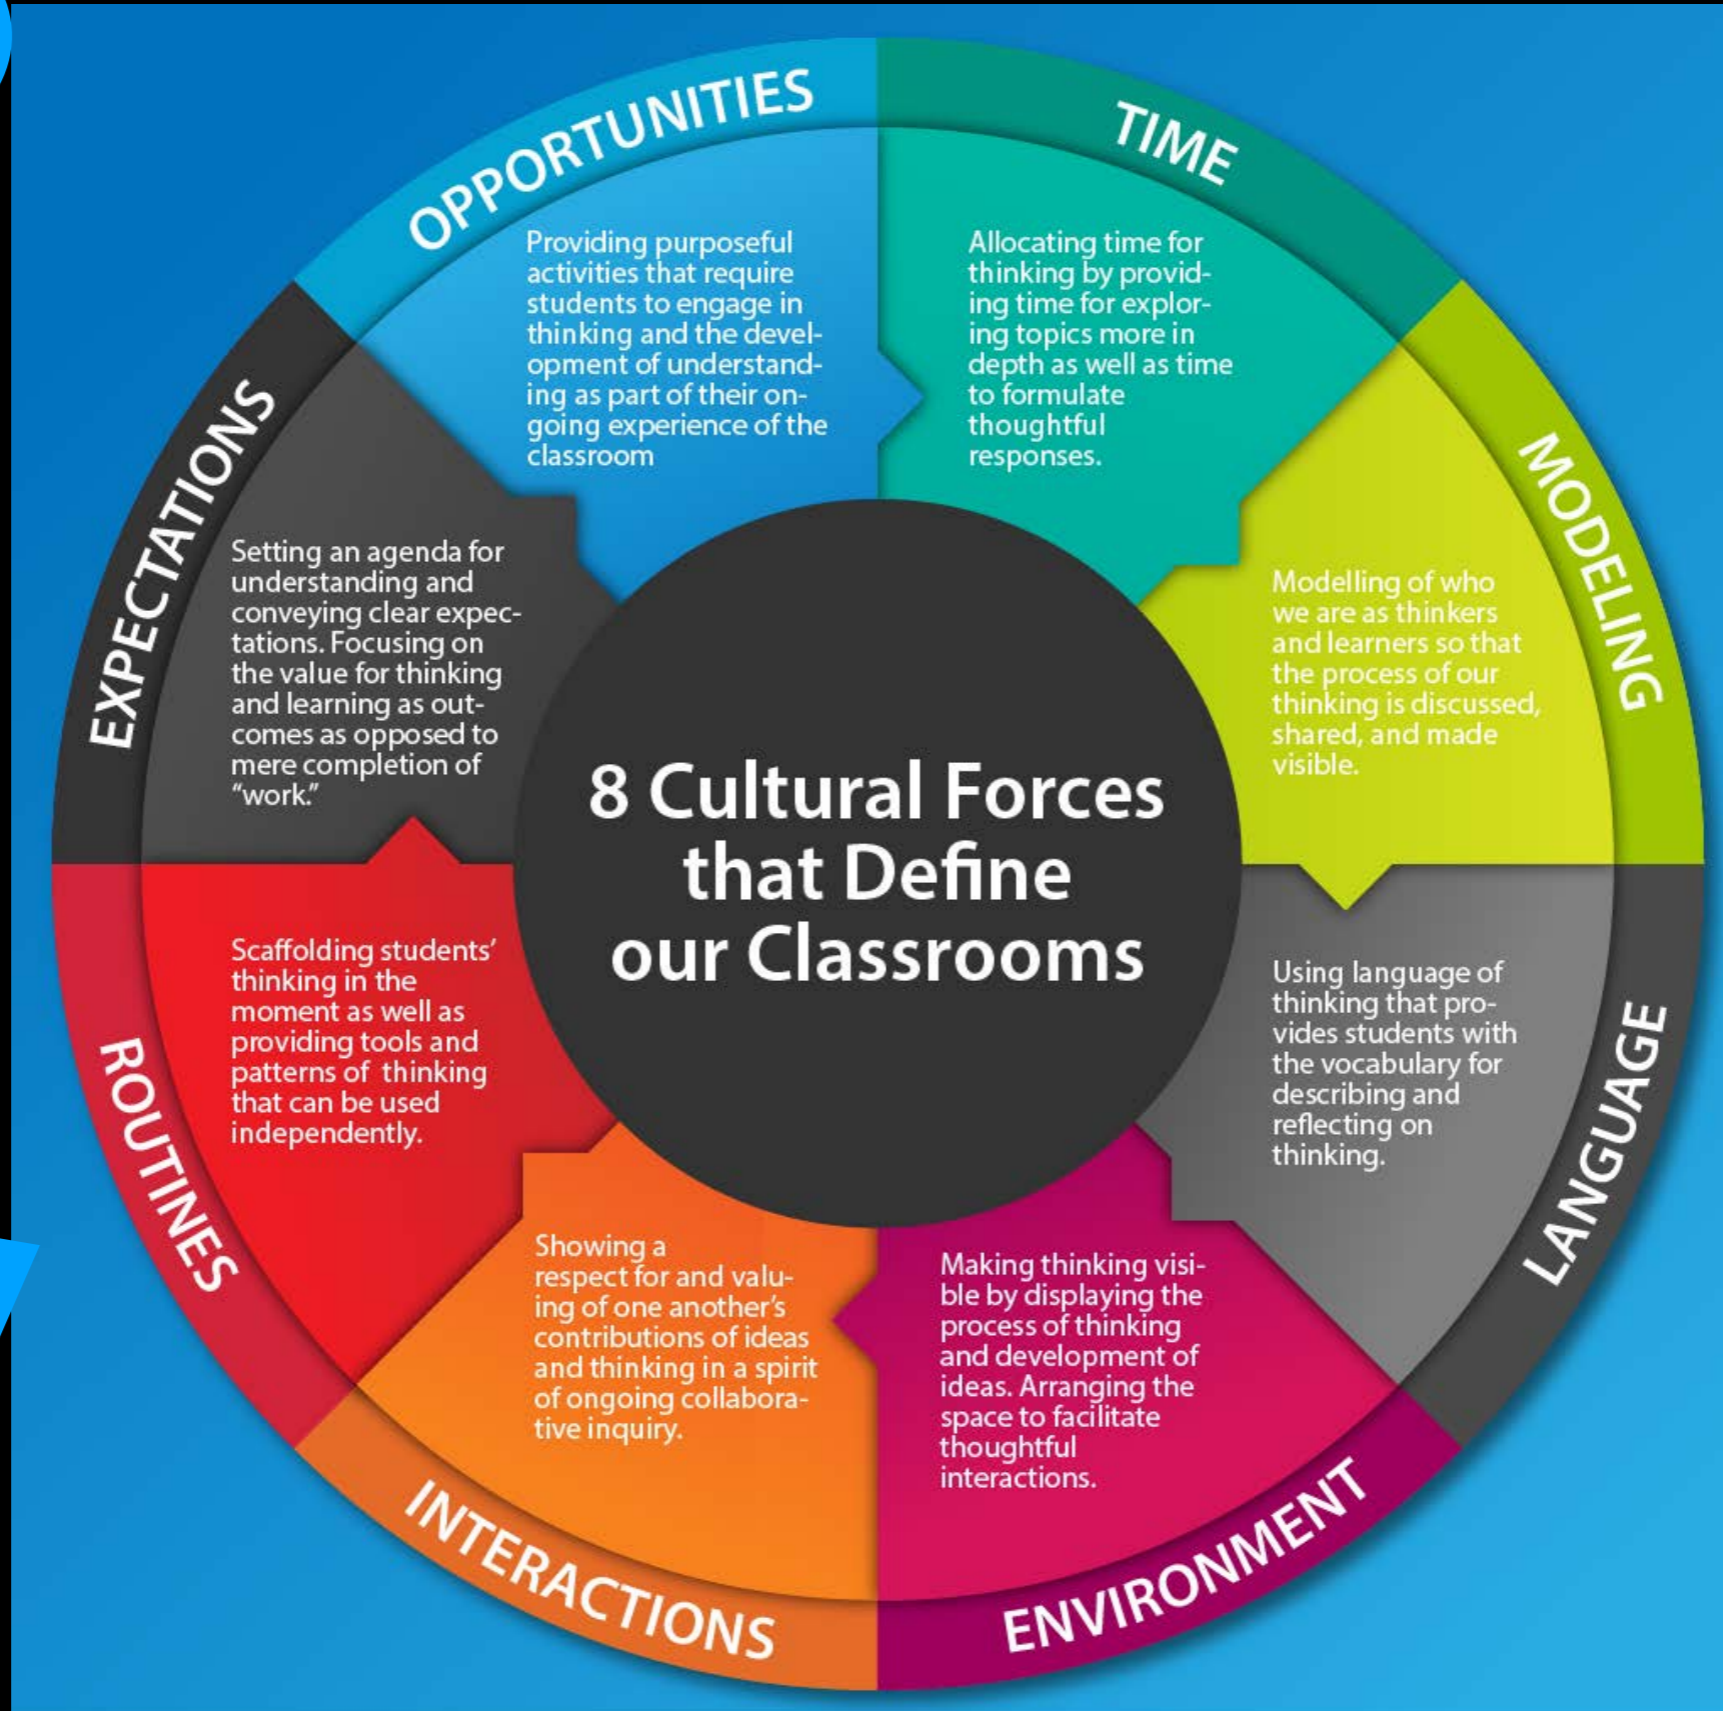 8 Cultural Forces
that Define
our Classrooms
OPPORTUNITIES
Providing purposeful
activities that require
students to engage in
thinking and the devel-
opment of understand-
ing as part of their on-
going experience of the
classroom
TIME
Allocating time for
thinking by provid-
ing time for explor-
ing topics more in
depth as well as time
to formulate
thoughtful
responses.
MODELING
Modelling of who
we are as thinkers
and learners so that
the process of our
thinking is discussed,
shared, and made
visible.
LANGUAGE
Using language of
thinking that pro-
vides students with
the vocabulary for
describing and
reflecting on
thinking.
ENVIRONMENT
Making thinking visi-
ble by displaying the
process of thinking
and development of
ideas. Arranging the
space to facilitate
thoughtful
interactions.
INTERACTIONS
Showing a
respect for and valu-
ing of one another’s
contributions of ideas
and thinking in a spirit
of ongoing collabora-
tive inquiry.
ROUTINES
Scaffolding students’
thinking in the
moment as well as
providing tools and
patterns of thinking
that can be used
independently.
EXPECTATIONS
Setting an agenda for
understanding and
conveying clear expec-
tations. Focusing on
the value for thinking
and learning as out-
comes as opposed to
mere completion of
“work.”